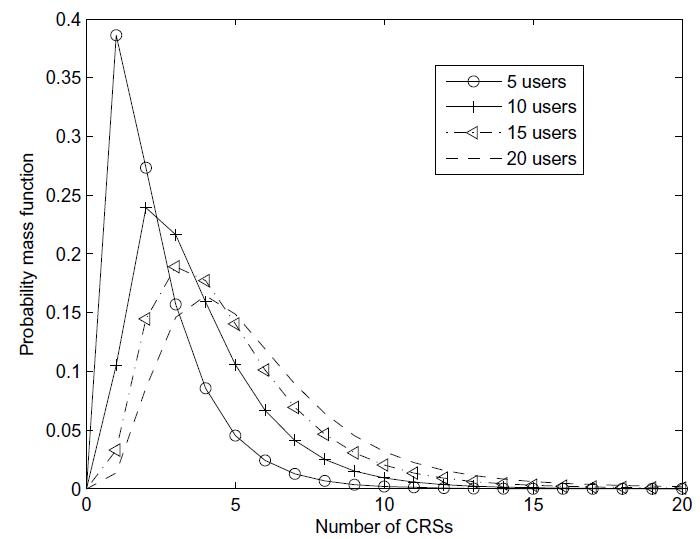 0.4
0.35
0.3
0.25
0.2
0.15
0.1
0.05
0
Probability mass function
5 users
10 users
15 users
20 users
0 5 10 15 20
Number of CRSs